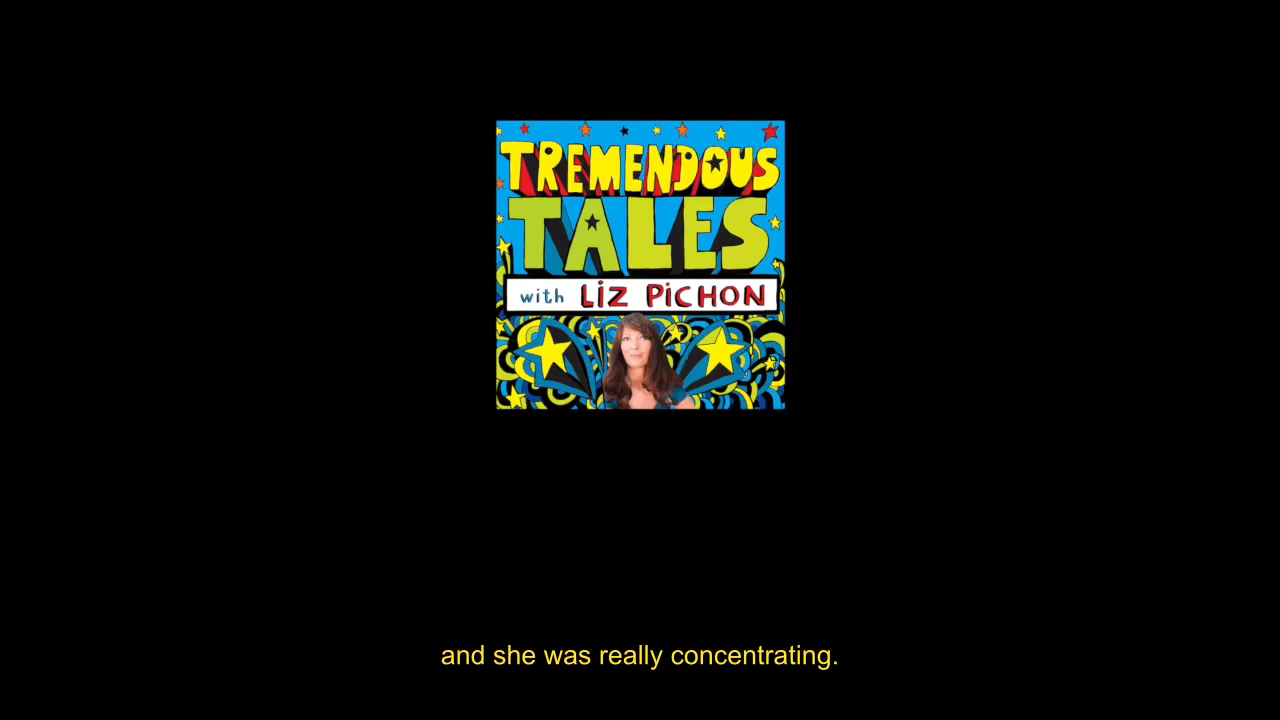 TREMENDOUS
TALES
with LiZ PiCHON
and she was really concentrating.